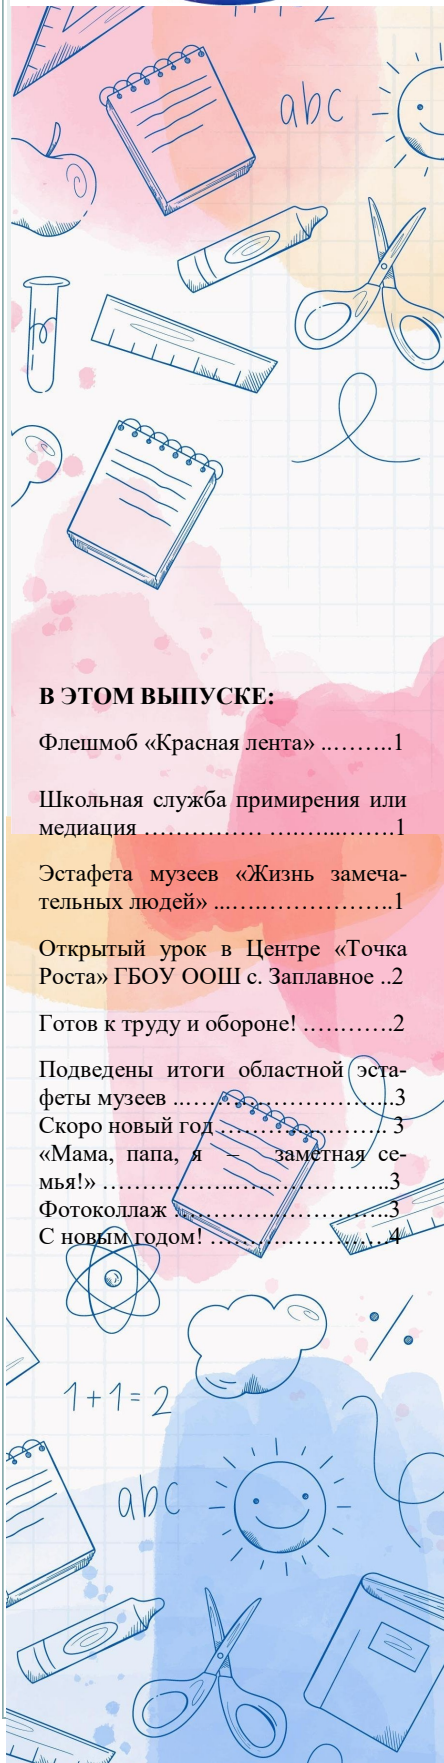 abc
В ЭТОМ ВЫПУСКЕ:
Флешмоб «Красная лента» ..……..1
Школьная служба примирения или
медиация …………… ….…...…….1
Эстафета музеев «Жизнь замеча-
тельных людей» ...….……………..1
Открытый урок в Центре «Точка
Роста» ГБОУ ООШ с. Заплавное ..2
Готов к труду и обороне! ….……..2
Подведены итоги областной эста-
феты музеев ..……………………...3
Скоро новый год ………………… 3
«Мама, папа, я – заметная се-
мья!» ……………..………………..3
Фотоколлаж …………..…………..3
С новым годом! ………..………..4
1+1=2
abc